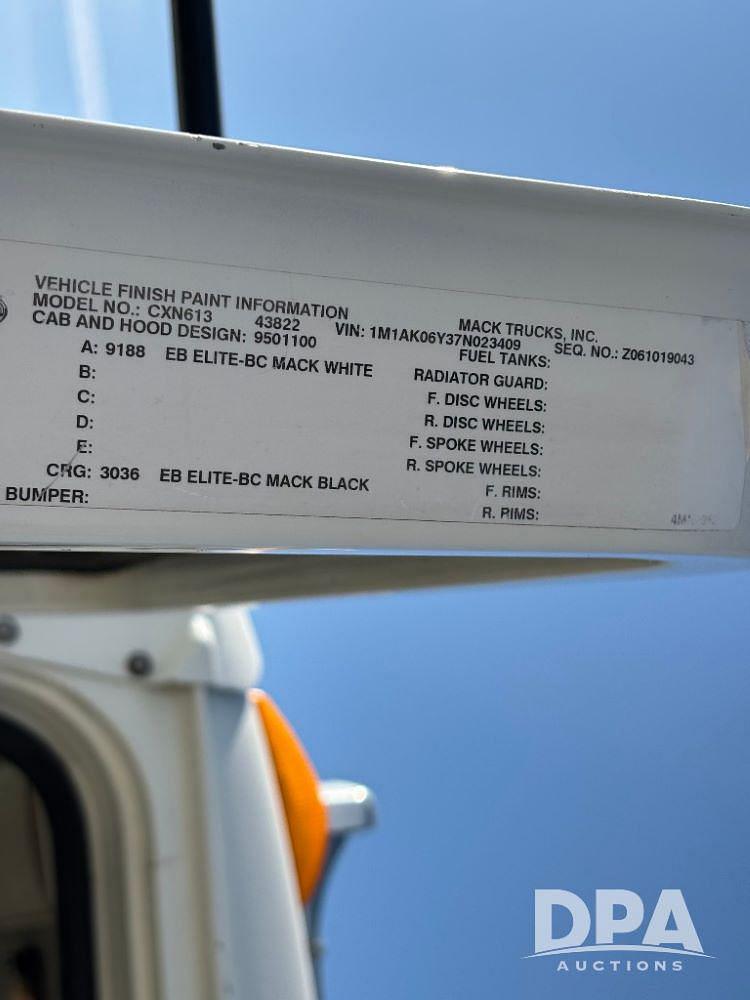 VEHICLE FINISH PAINT INFORMATION MACK TRUCKS, INC.
MODEL NO.: CXN613 43822 VIN: 1M1AK06Y37N023409 SEQ. NO.: Z061019043
CAB AND HOOD DESIGN: 9501100 FUEL TANKS:
A: 9188 EB ELITE-BC MACK WHITE RADIATOR GUARD:
B: F. DISC WHEELS:
C: R. DISC WHEELS:
D: F. SPOKE WHEELS:
E: R. SPOKE WHEELS:
CRG: 3036 EB ELITE-BC MACK BLACK F. RIMS:
BUMPER: R. RIMS:
DPA
AUCTIONS